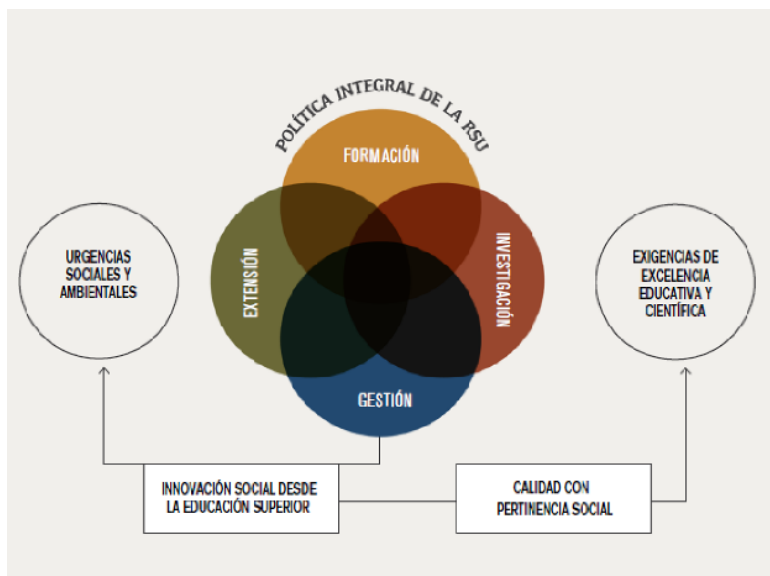 POLÍTICA INTEGRAL DE LA RSU
FORMACIÓN
EXTENSIÓN
INVESTIGACIÓN
GESTIÓN
URGENCIAS
SOCIALES Y
AMBIENTALES
EXIGENCIAS DE
EXCELENCIA
EDUCATIVA Y
CIENTÍFICA
INNOVACIÓN SOCIAL DESDE
LA EDUCACIÓN SUPERIOR
CALIDAD CON
PERTINENCIA SOCIAL